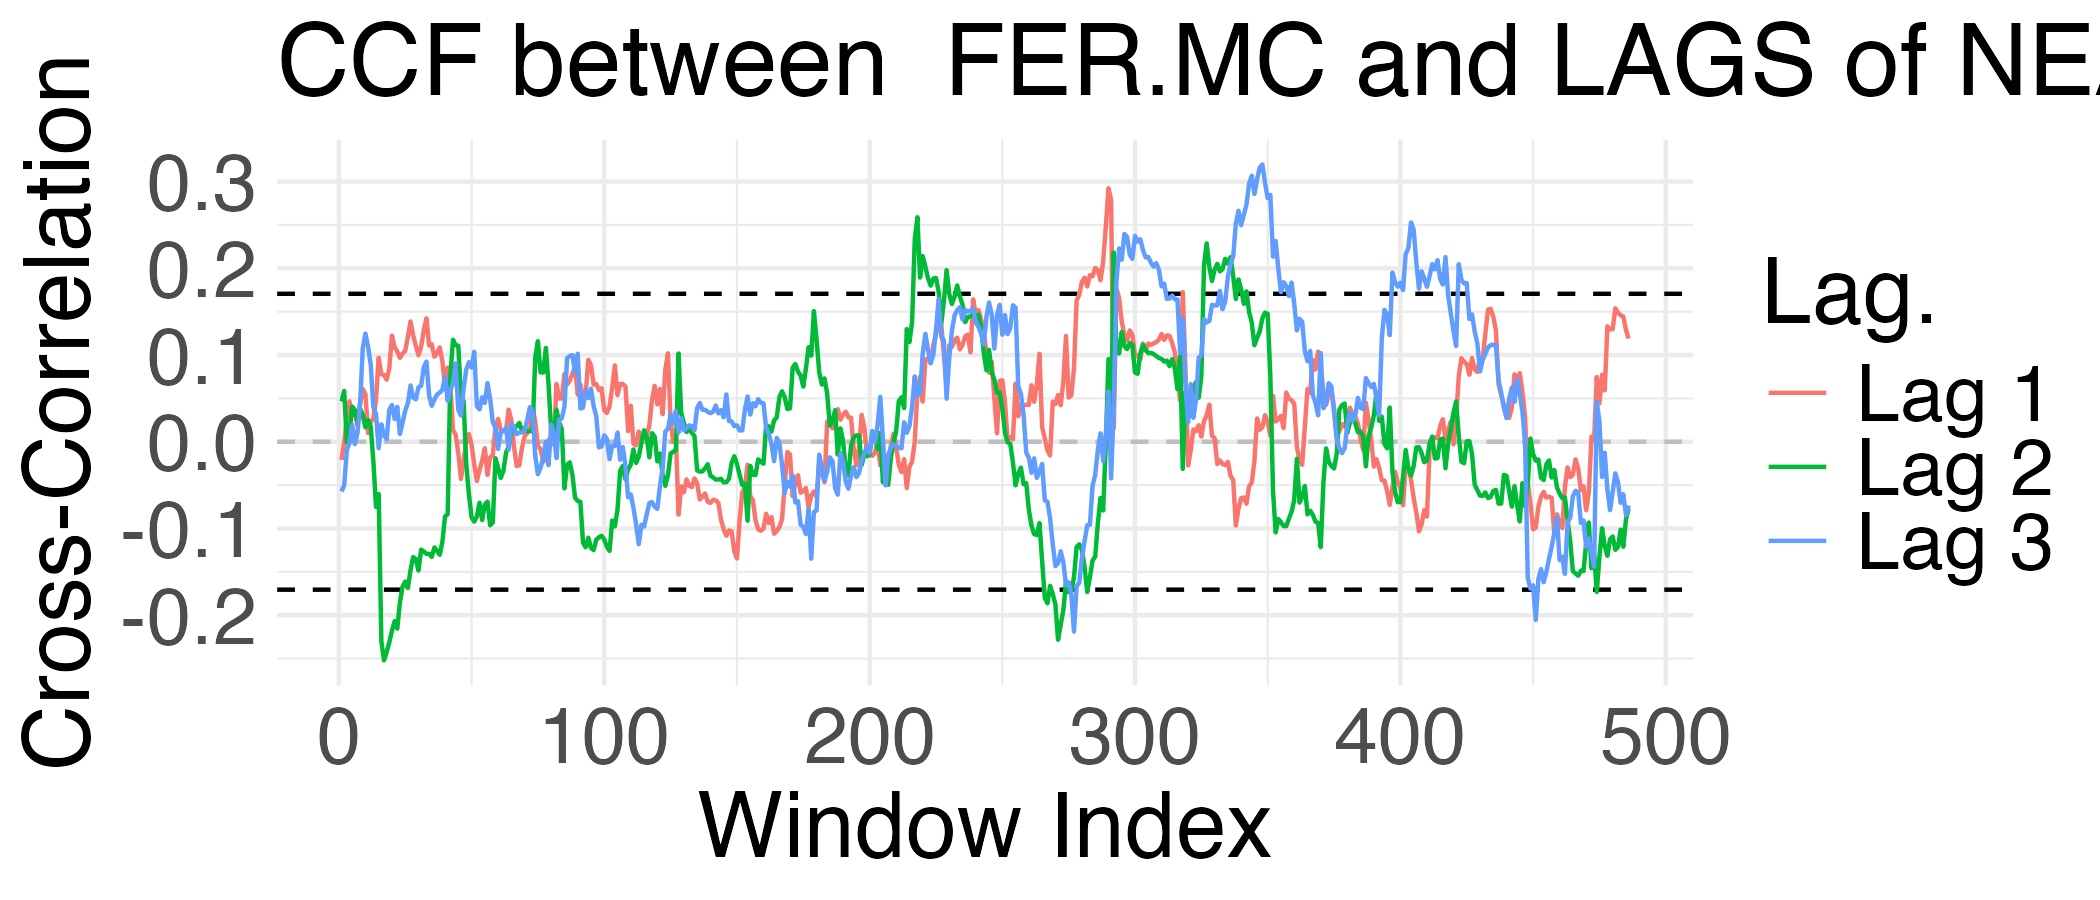 CCF between FER.MC and LAGS of NEA
Cross-Correlation
0.3
0.2
0.1
0.0
-0.1
-0.2
0 100 200 300 400 500
Window Index
Lag.
Lag 1
Lag 2
Lag 3